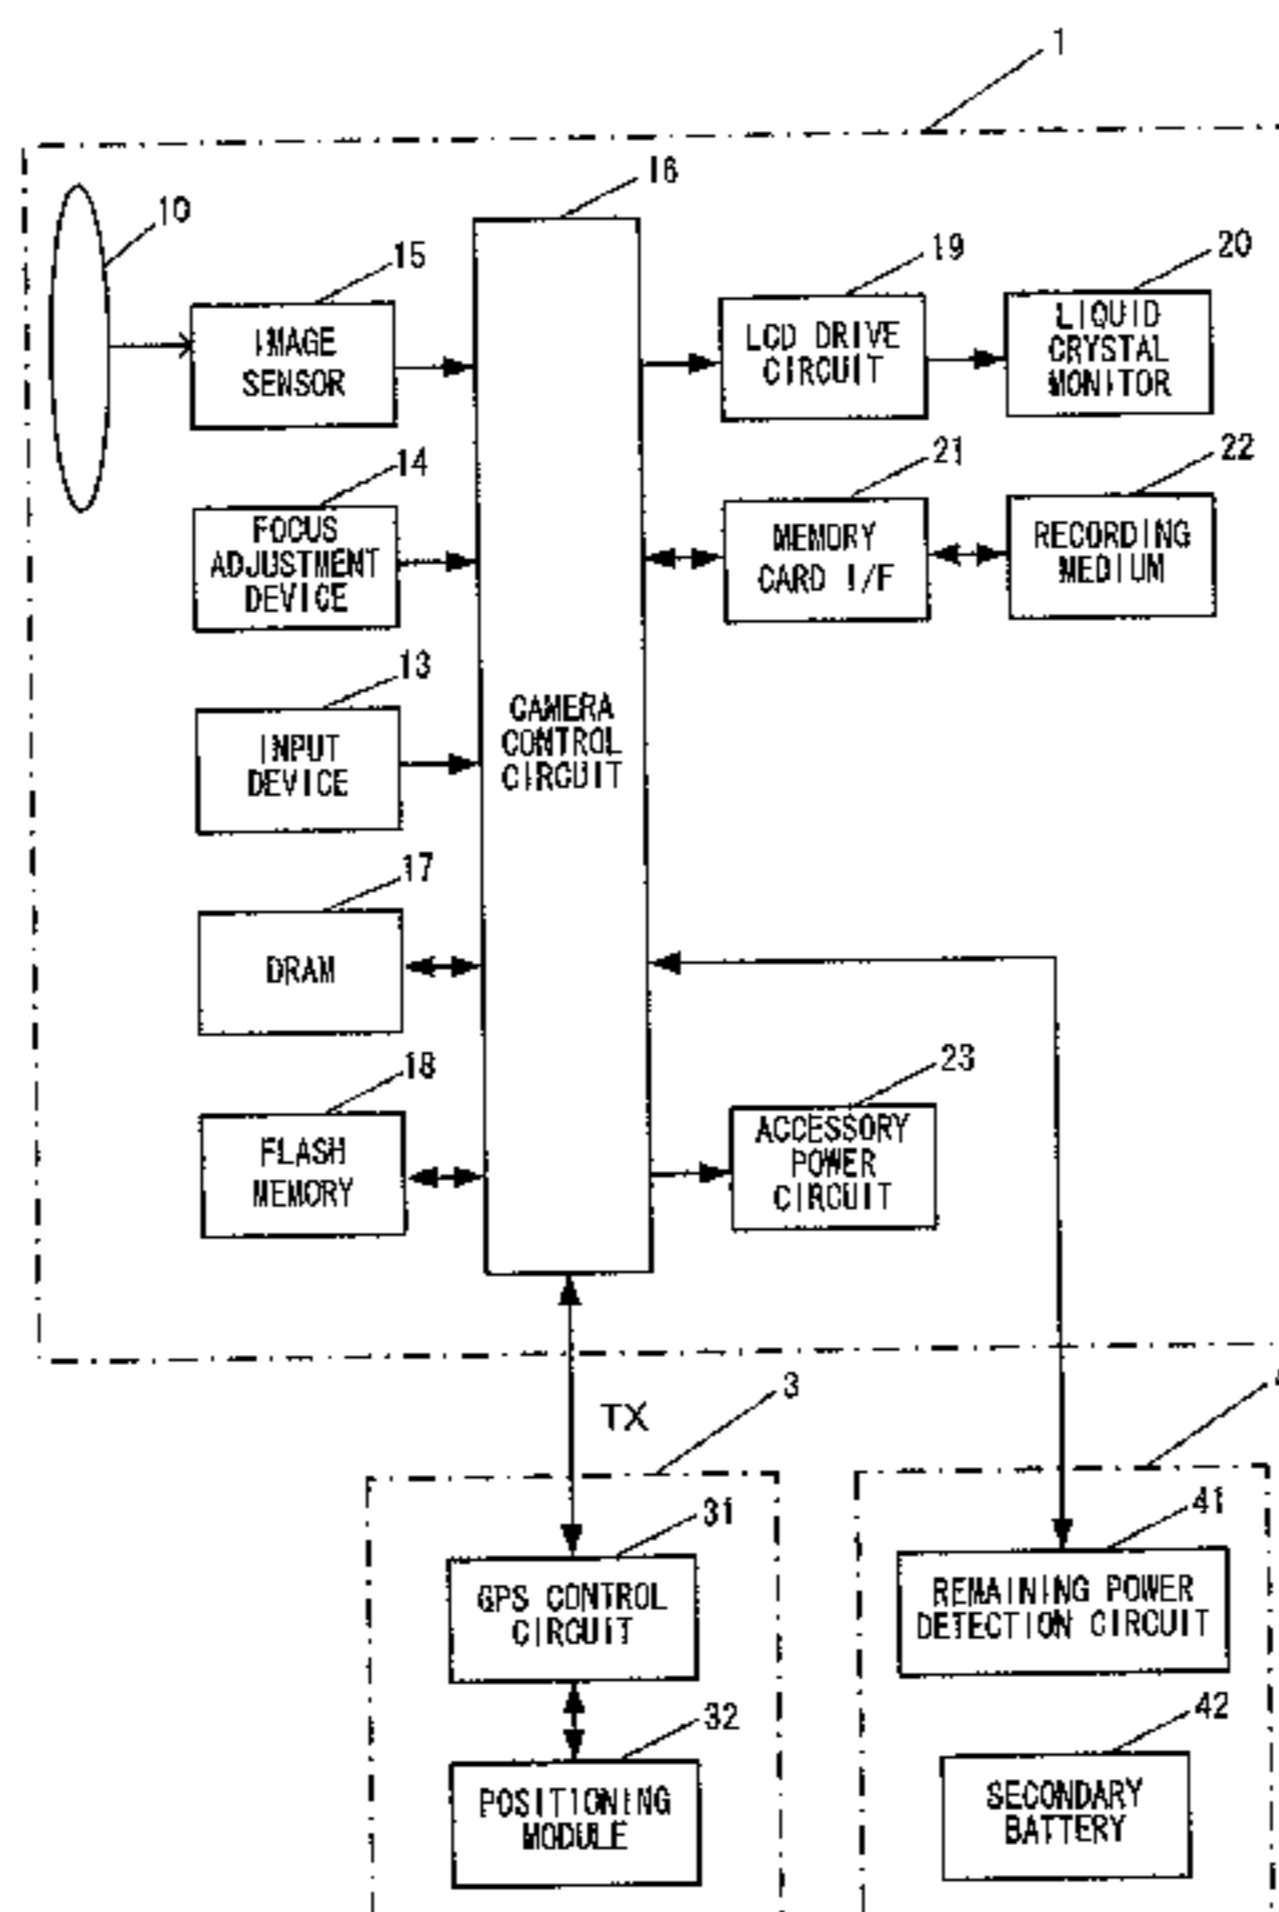 1
16
10
15
19
20
IMAGE
SENSOR
LCD DRIVE
CIRCUIT
LIQUID
CRYSTAL
MONITOR
14
21
22
FOCUS
ADJUSTMENT
DEVICE
MEMORY
CARD I/F
RECORDING
MEDIUM
13
INPUT
DEVICE
CAMERA
CONTROL
CIRCUIT
17
DRAM
18
23
FLASH
MEMORY
ACCESSORY
POWER
CIRCUIT
3
TX
31
41
GPS CONTROL
CIRCUIT
REMAINING POWER
DETECTION CIRCUIT
32
42
POSITIONING
MODULE
SECONDARY
BATTERY